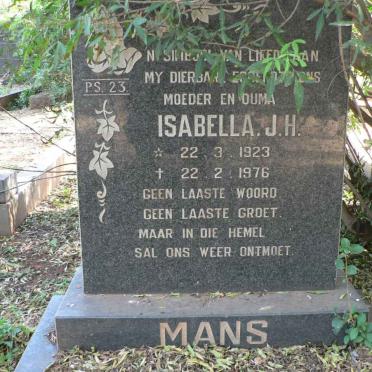 VAN LIEFDE AAN
MY DIERBARE
MOEDER EN OUMA
PS. 23
ISABELLA. J. H.
☆ 22 . 3 . 1923
✝ 22 . 2 . 1976
GEEN LAASTE WOORD
GEEN LAASTE GROET.
MAAR IN DIE HEMEL
SAL ONS WEER ONTMOET.
MANS